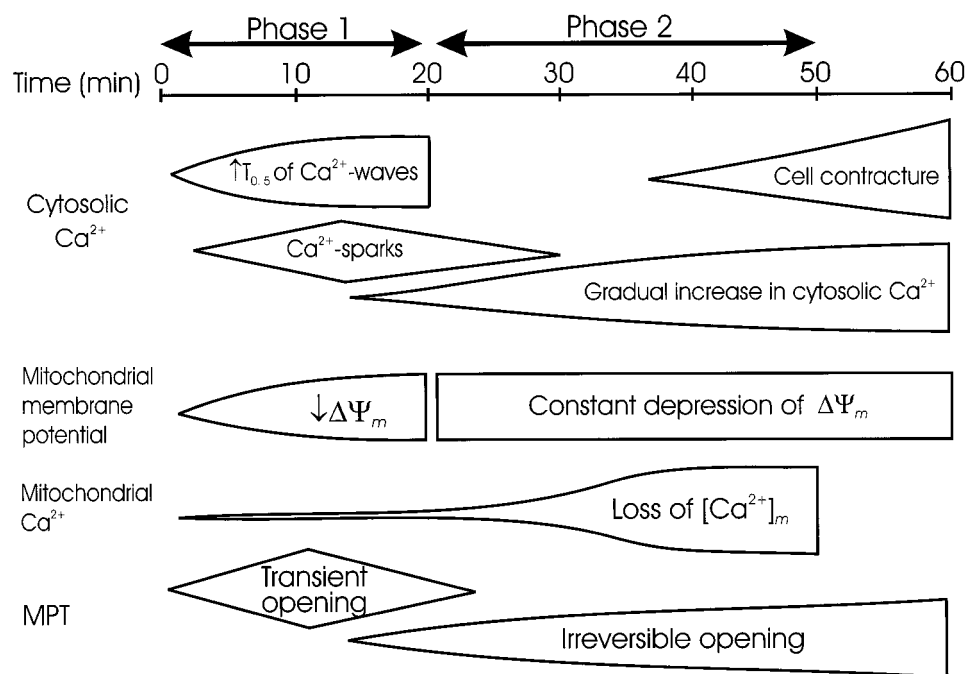 Phase 1
Phase 2
Time (min)
0
10
20
30
40
50
60
↑T₀.₅ of Ca²⁺-waves
Cell contracture
Cytosolic
Ca²⁺
Ca²⁺-sparks
Gradual increase in cytosolic Ca²⁺
Mitochondrial
membrane
potential
↓ΔΨₘ
Constant depression of ΔΨₘ
Mitochondrial
Ca²⁺
Loss of [Ca²⁺]ₘ
MPT
Transient
opening
Irreversible opening